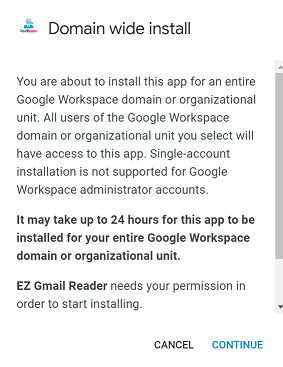 Domain wide install
You are about to install this app for an entire
Google Workspace domain or organizational
unit. All users of the Google Workspace
domain or organizational unit you select will
have access to this app. Single-account
installation is not supported for Google
Workspace administrator accounts.
It may take up to 24 hours for this app to be
installed for your entire Google Workspace
domain or organizational unit.
EZ Gmail Reader needs your permission in
order to start installing.
CANCEL CONTINUE